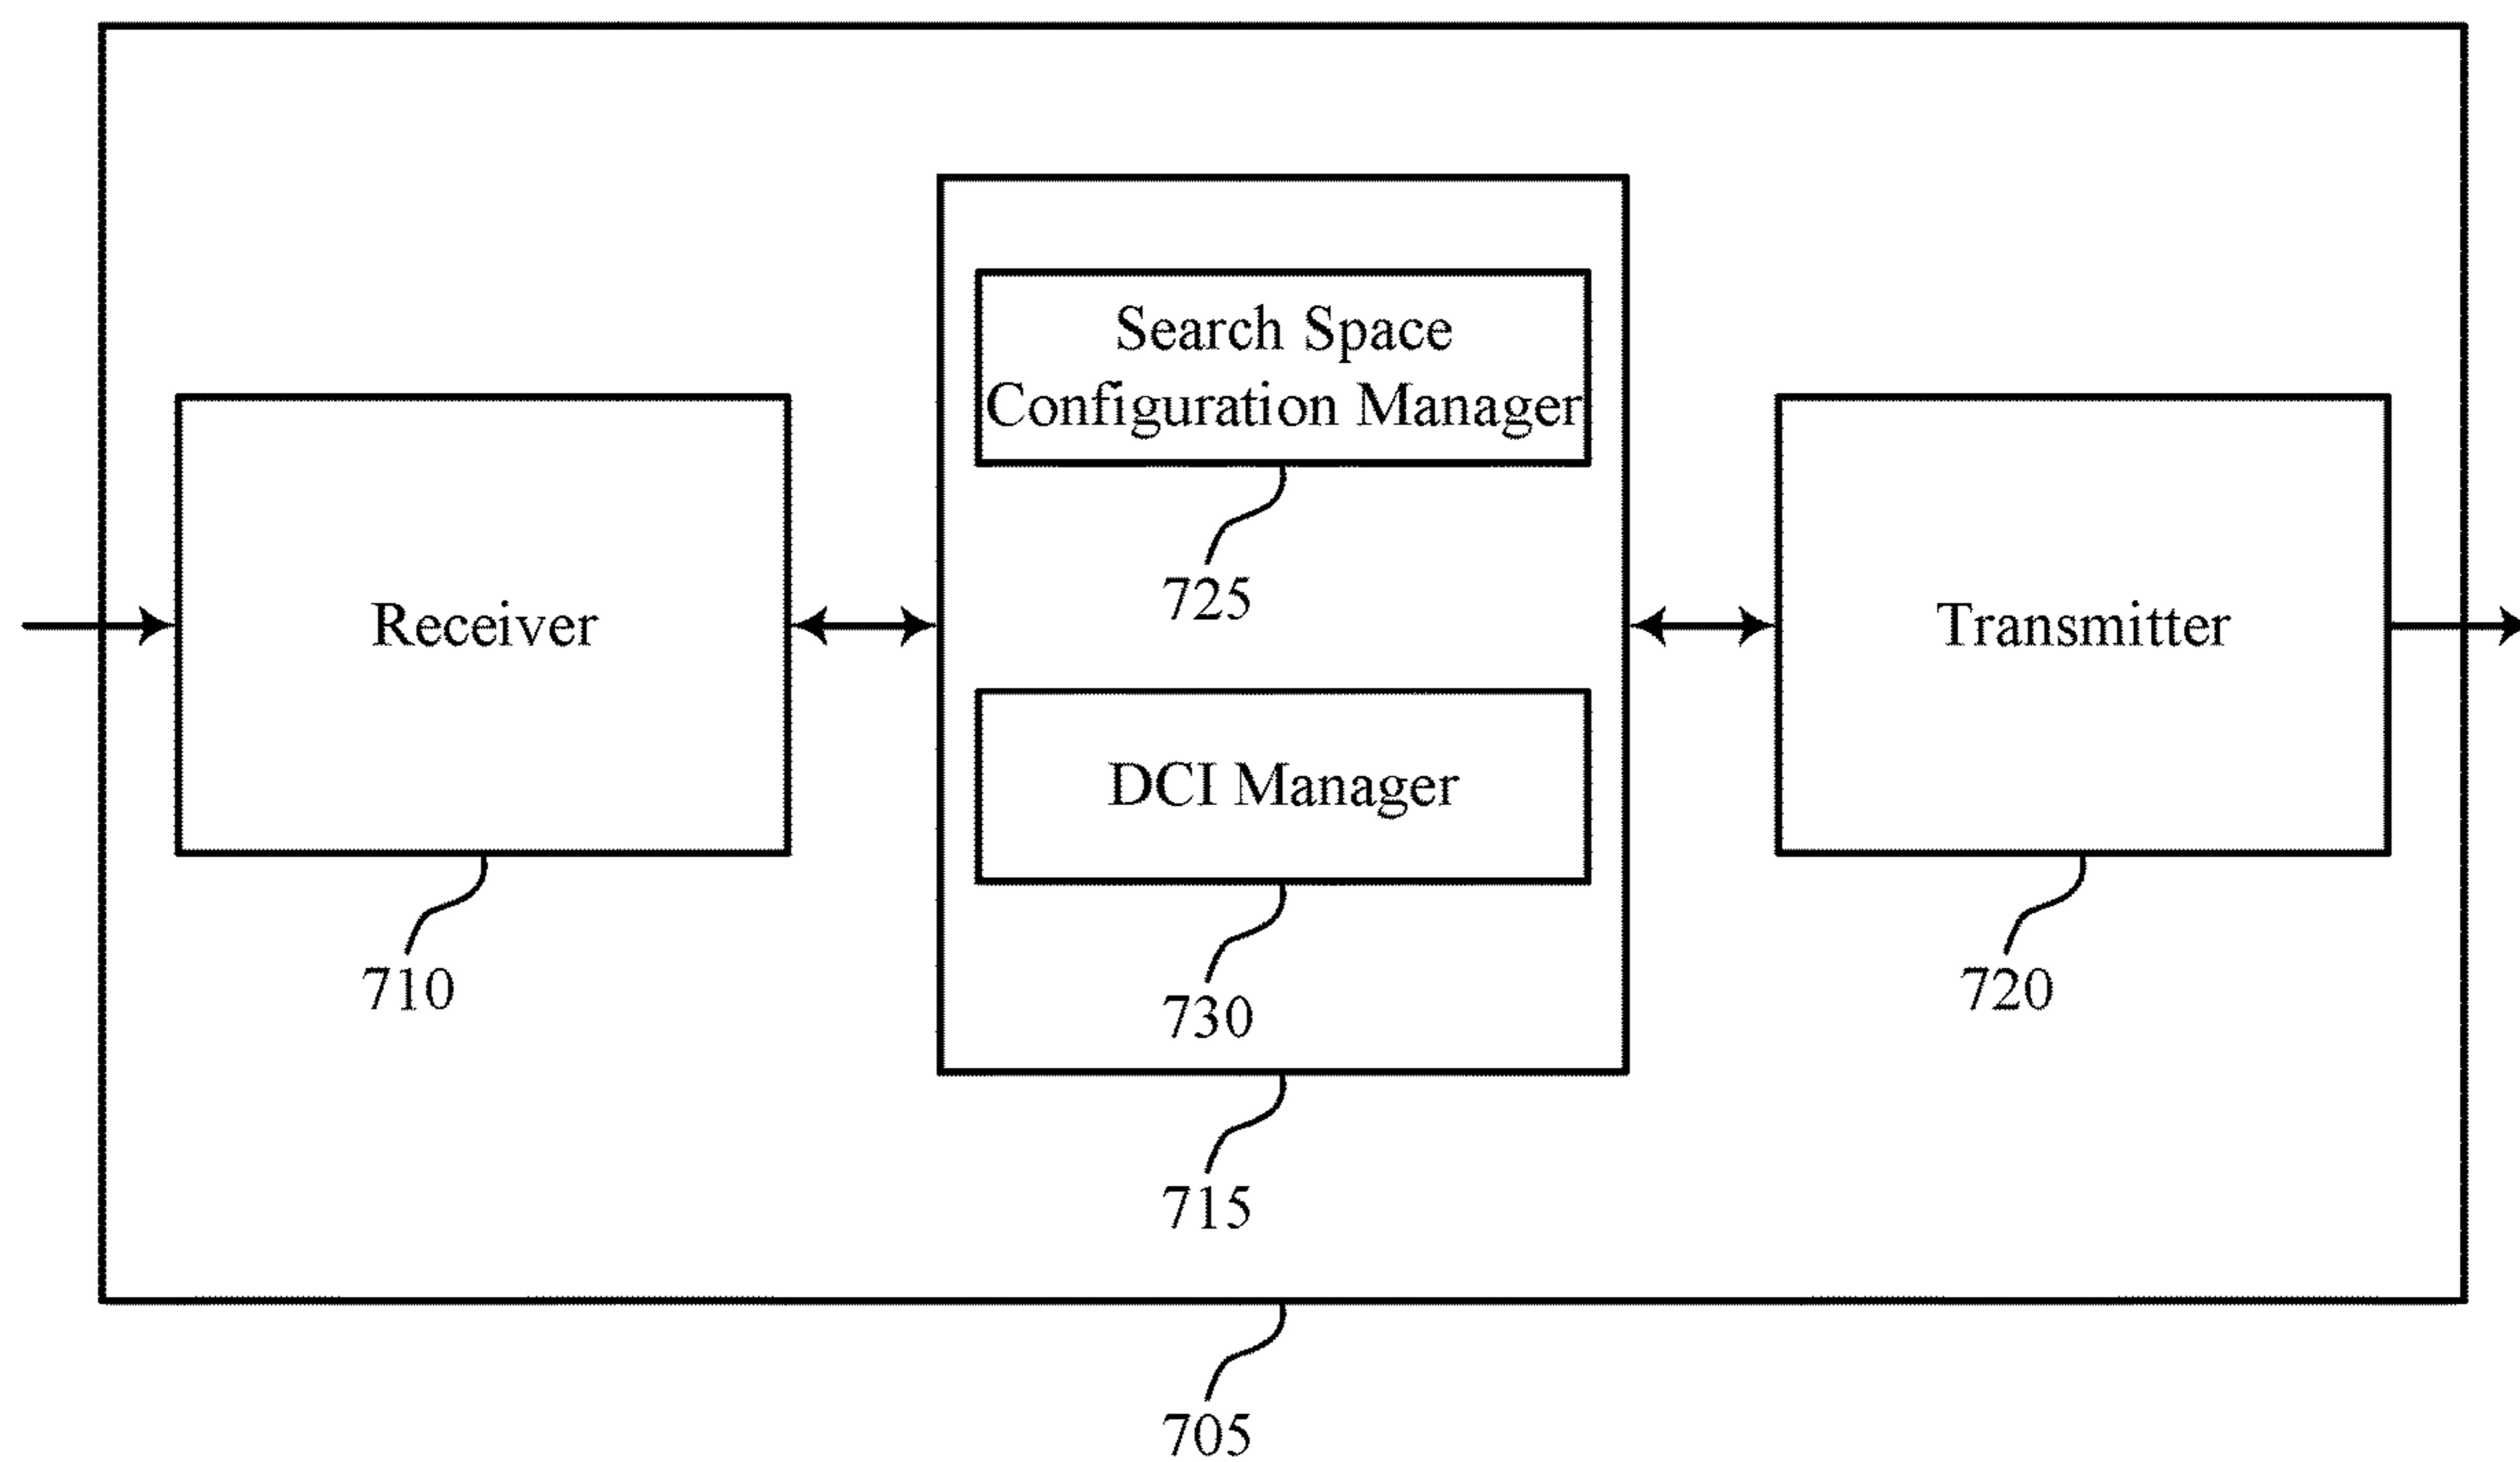 Search Space
Configuration Manager
725
Receiver
710
DCI Manager
730
Transmitter
720
715
705